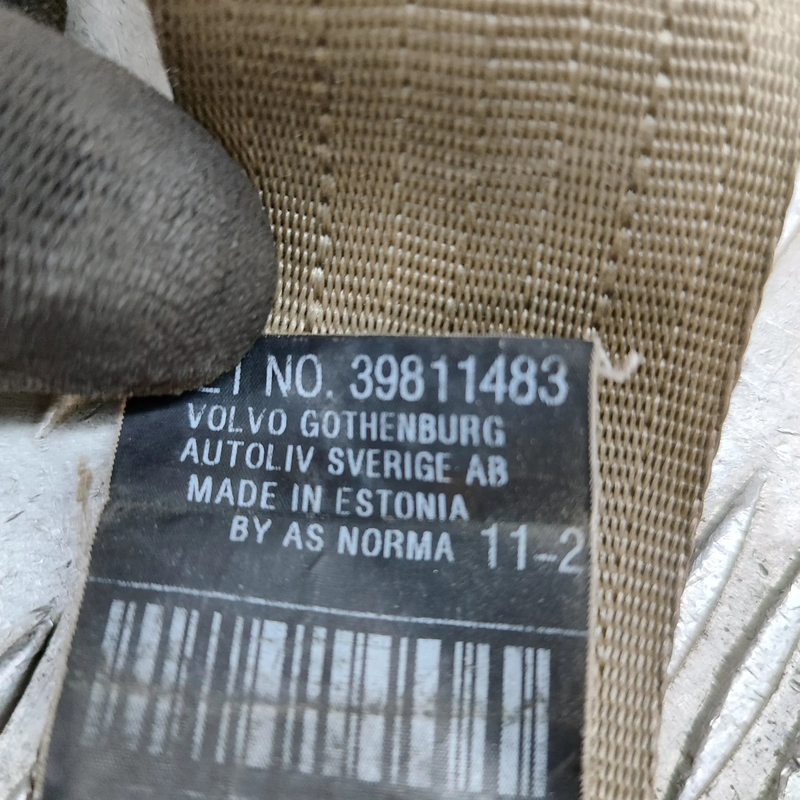 NO. 39811483
VOLVO GOTHENBURG
AUTOLIV SVERIGE AB
MADE IN ESTONIA
BY AS NORMA 11-2